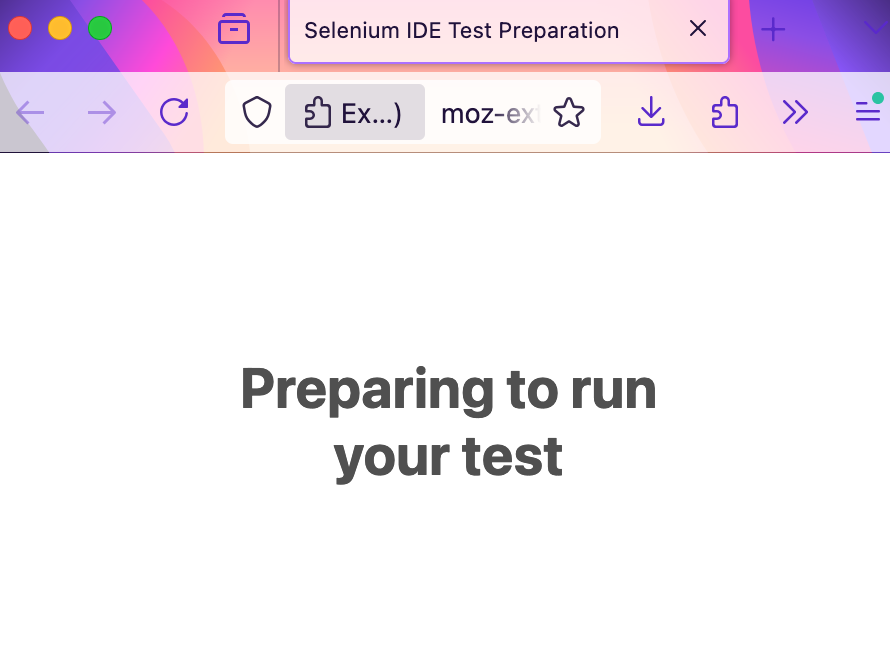 Selenium IDE Test Preparation
Ex...) moz-ext
Preparing to run
your test